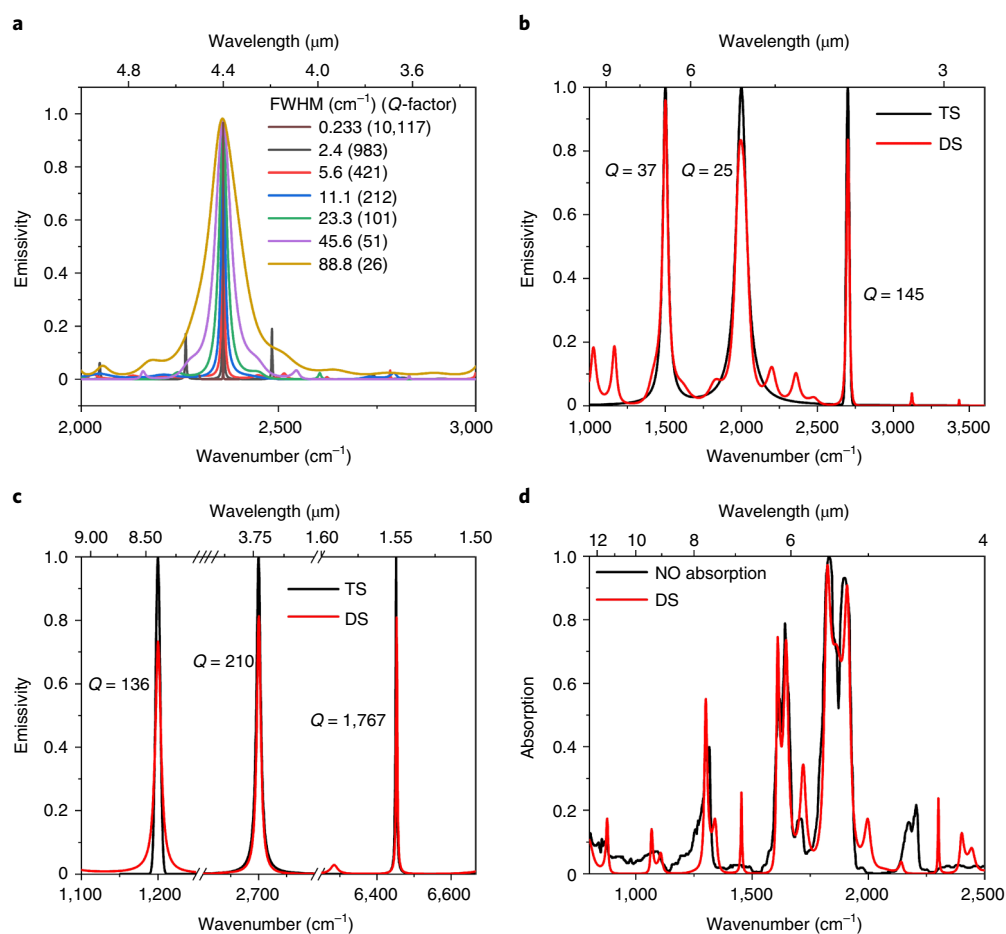 a
Wavelength (μm)
4.8 4.4 4.0 3.6
FWHM (cm⁻¹) (Q-factor)
0.233 (10,117)
2.4 (983)
5.6 (421)
11.1 (212)
23.3 (101)
45.6 (51)
88.8 (26)
1.0
0.8
0.6
0.4
0.2
0
Emissivity
2,000 2,500 3,000
Wavenumber (cm⁻¹)
b
Wavelength (μm)
9 6 3
TS
DS
Q = 37 Q = 25
Q = 145
1.0
0.8
0.6
0.4
0.2
0
Emissivity
1,000 1,500 2,000 2,500 3,000 3,500
Wavenumber (cm⁻¹)
c
Wavelength (μm)
9.00 8.50 3.75 1.60 1.55 1.50
TS
DS
Q = 136
Q = 210
Q = 1,767
1.0
0.8
0.6
0.4
0.2
0
Emissivity
1,100 1,200 2,700 6,400 6,600
Wavenumber (cm⁻¹)
d
Wavelength (μm)
12 10 8 6 4
NO absorption
DS
1.0
0.8
0.6
0.4
0.2
0
Absorption
1,000 1,500 2,000 2,500
Wavenumber (cm⁻¹)